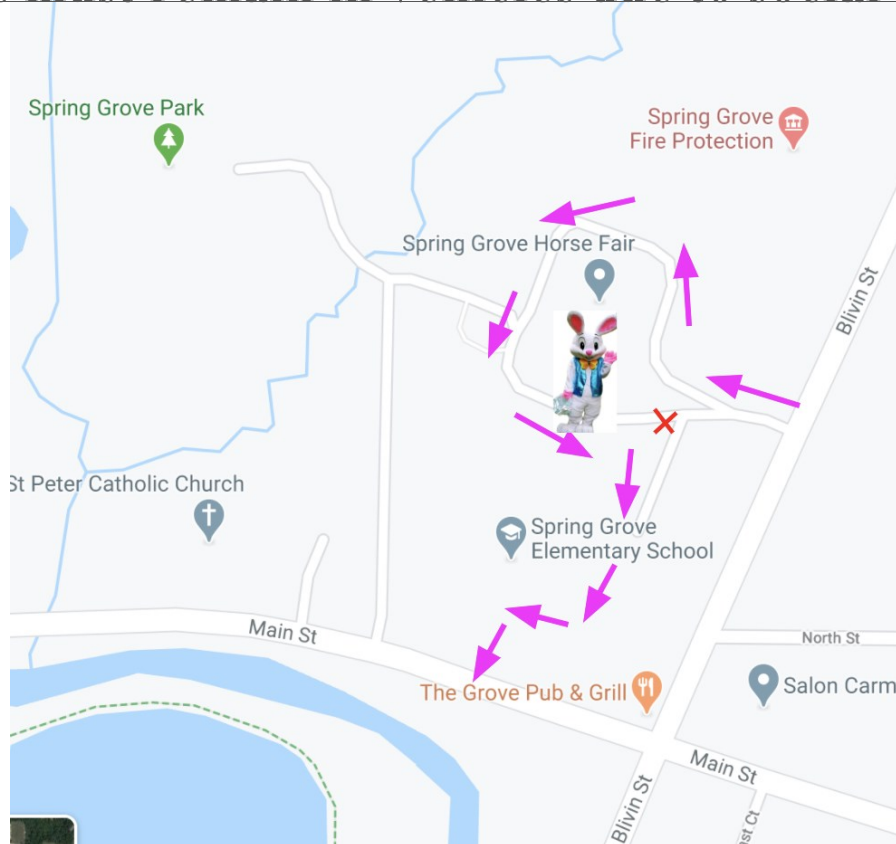 Spring Grove Park
Spring Grove
Fire Protection
Spring Grove Horse Fair
Blivin St
St Peter Catholic Church
Spring Grove
Elementary School
Main St
North St
The Grove Pub & Grill
Salon Carm
Main St
Blivin St